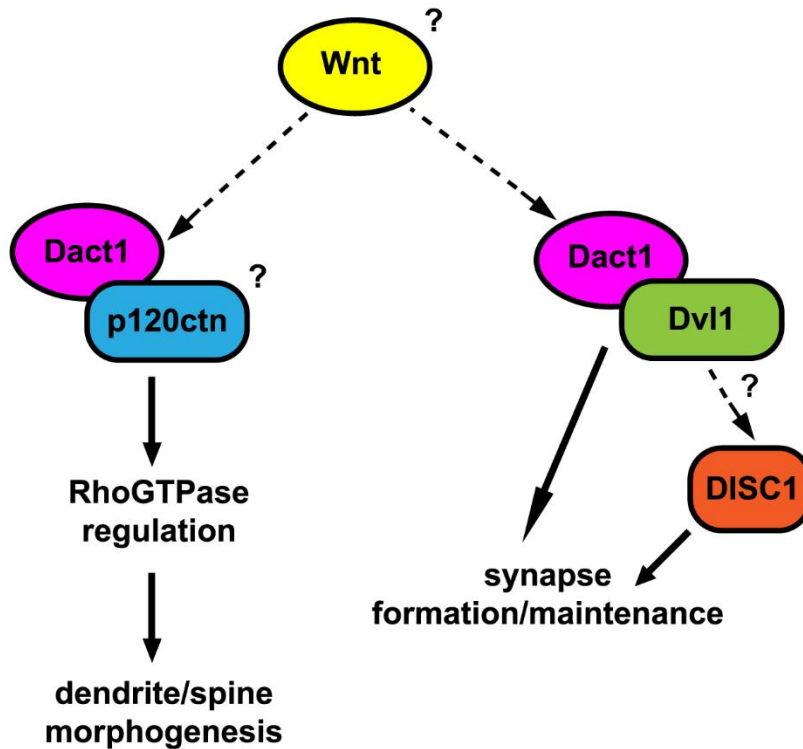 ?
Wnt
Dact1
p120ctn
?
RhoGTPase
regulation
dendrite/spine
morphogenesis
Dact1
Dvl1
?
DISC1
synapse
formation/maintenance